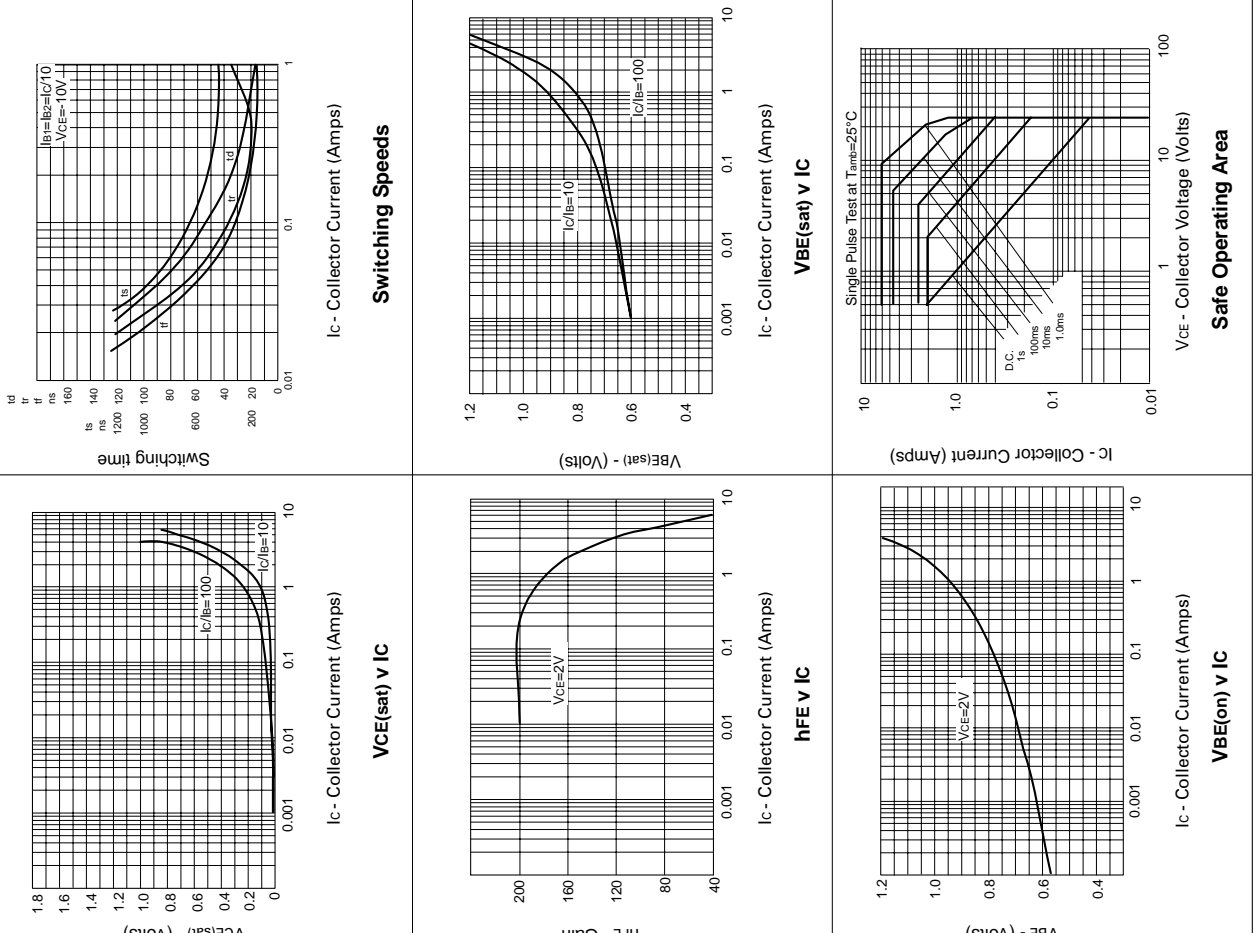 td
tr
tf
ns
160
140
120
100
80
60
40
20
0
ts
ns
1200
1000
600
200
Switching time
IB1=IB2=IC/10
VCE=-10V
ts
td
tr
tf
0.01
0.1
1
IC - Collector Current (Amps)
Switching Speeds
1.2
1.0
0.8
0.6
0.4
VBE(sat) - (Volts)
IC/IB=10
IC/IB=100
0.001
0.01
0.1
1
10
IC - Collector Current (Amps)
VBE(sat) v IC
10
1.0
0.1
0.01
IC - Collector Current (Amps)
Single Pulse Test at Tamb=25°C
D.C.
1s
100ms
10ms
1.0ms
1
10
100
VCE - Collector Voltage (Volts)
Safe Operating Area
1.8
1.6
1.4
1.2
1.0
0.8
0.6
0.4
0.2
0
VCE(sat) - (Volts)
IC/IB=100
IC/IB=10
0.001
0.01
0.1
1
10
IC - Collector Current (Amps)
VCE(sat) v IC
200
160
120
80
40
VCE=2V
0.001
0.01
0.1
1
10
IC - Collector Current (Amps)
hFE v IC
1.2
1.0
0.8
0.6
0.4
VBE - (Volts)
VCE=2V
0.001
0.01
0.1
1
10
IC - Collector Current (Amps)
VBE(on) v IC